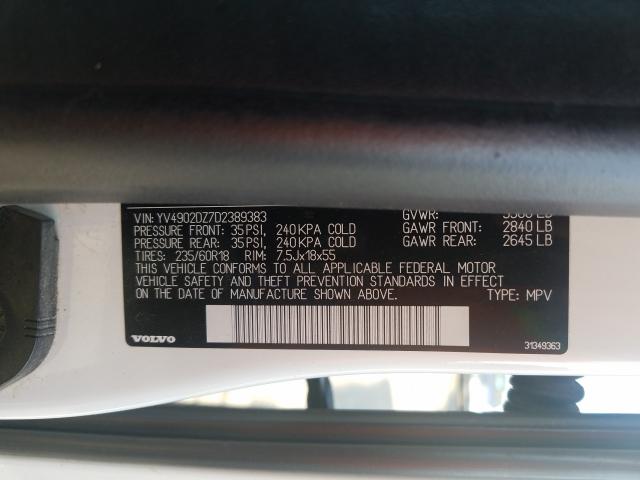 VIN: YV4902DZ7D2389383 GVWR:
PRESSURE FRONT: 35PSI, 240KPA COLD GAWR FRONT: 2840 LB
PRESSURE REAR: 35PSI, 240KPA COLD GAWR REAR: 2645 LB
TIRES: 235/60R18 RIM: 7.5Jx18x55
THIS VEHICLE CONFORMS TO ALL APPLICABLE FEDERAL MOTOR
VEHICLE SAFETY AND THEFT PREVENTION STANDARDS IN EFFECT
ON THE DATE OF MANUFACTURE SHOWN ABOVE. TYPE: MPV
VOLVO 31349363